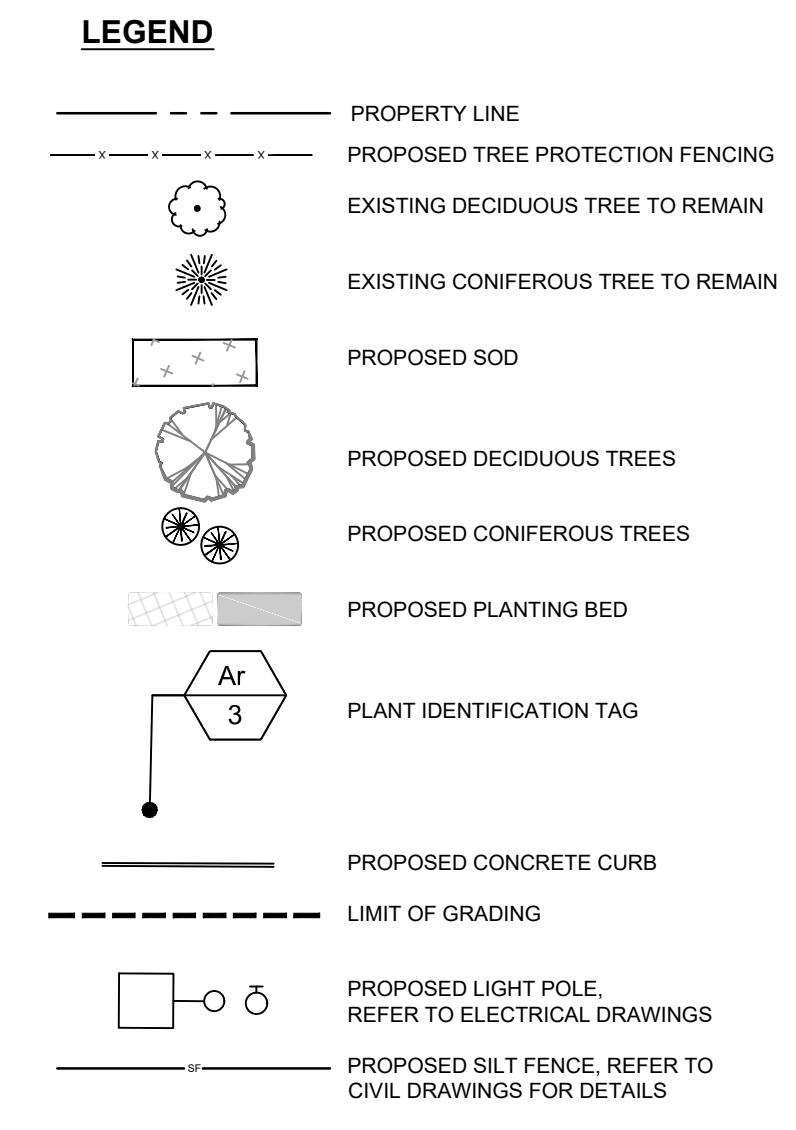 LEGEND
PROPERTY LINE
X X X X PROPOSED TREE PROTECTION FENCING
EXISTING DECIDUOUS TREE TO REMAIN
EXISTING CONIFEROUS TREE TO REMAIN
PROPOSED SOD
PROPOSED DECIDUOUS TREES
PROPOSED CONIFEROUS TREES
PROPOSED PLANTING BED
Ar
3
PLANT IDENTIFICATION TAG
PROPOSED CONCRETE CURB
LIMIT OF GRADING
PROPOSED LIGHT POLE,
REFER TO ELECTRICAL DRAWINGS
SF PROPOSED SILT FENCE, REFER TO
CIVIL DRAWINGS FOR DETAILS